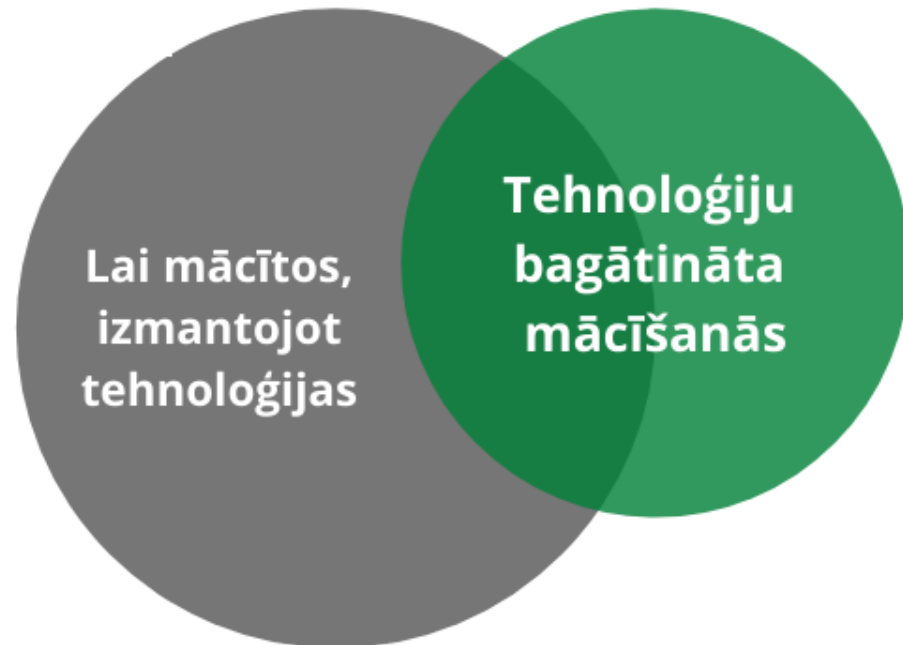 Lai mācītos,
izmantojot
tehnoloģijas
Tehnoloģiju
bagātināta
mācīšanās